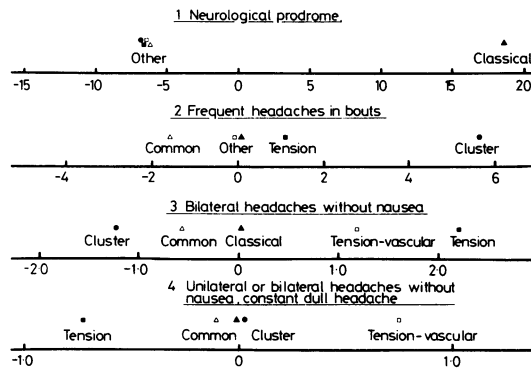 1 Neurological prodrome
Other Classical
-15 -10 -5 0 5 10 15 20
2 Frequent headaches in bouts
Common Other Tension Cluster
-4 -2 0 2 4 6
3 Bilateral headaches without nausea
Cluster Common Classical Tension-vascular Tension
-2·0 -1·0 0 1·0 2·0
4 Unilateral or bilateral headaches without
nausea, constant dull headache
Tension Common Cluster Tension-vascular
-1·0 0 1·0